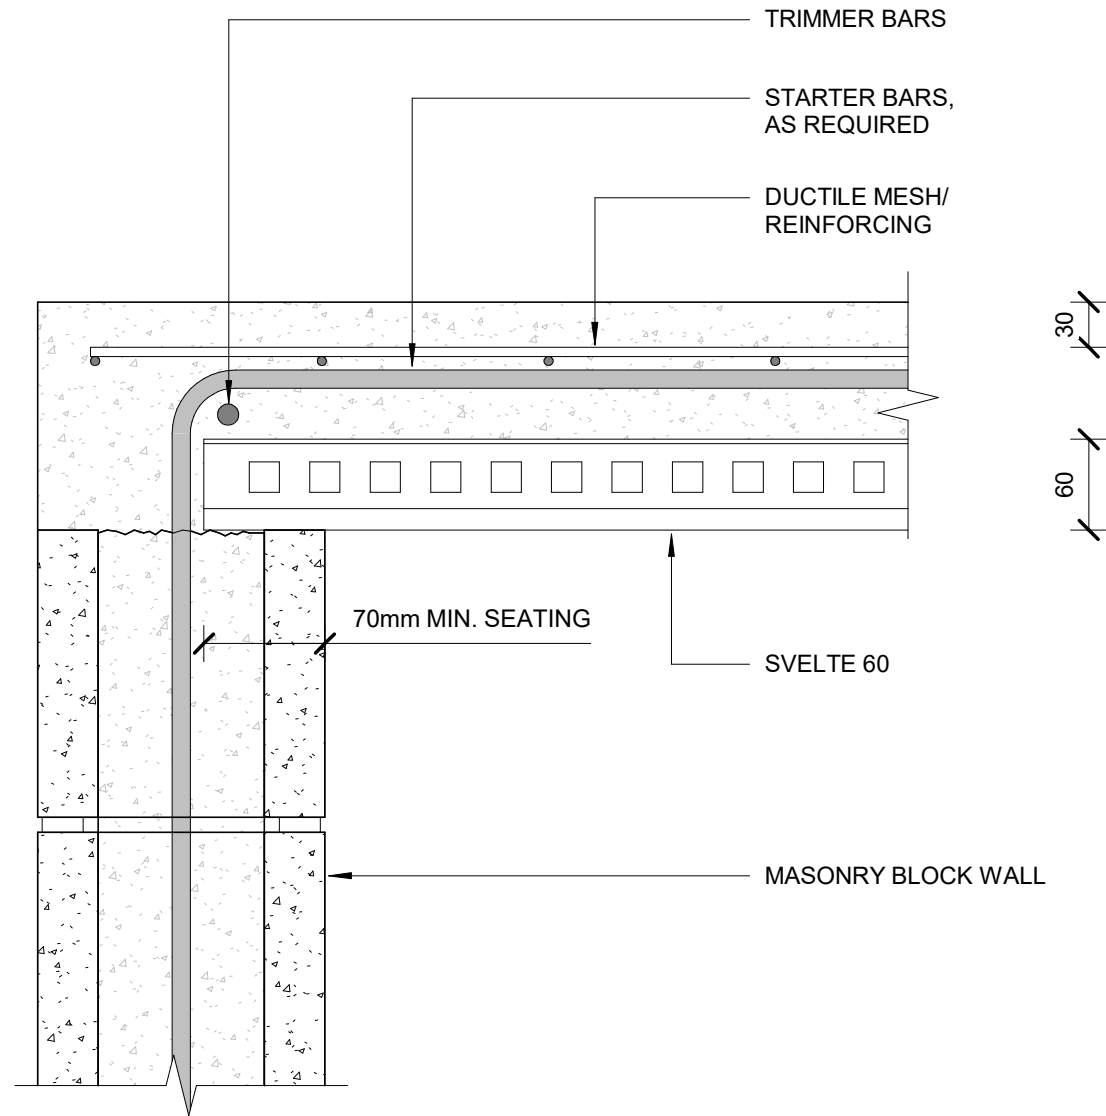 TRIMMER BARS
STARTER BARS,
AS REQUIRED
DUCTILE MESH/
REINFORCING
30
60
70mm MIN. SEATING
SVELTE 60
MASONRY BLOCK WALL